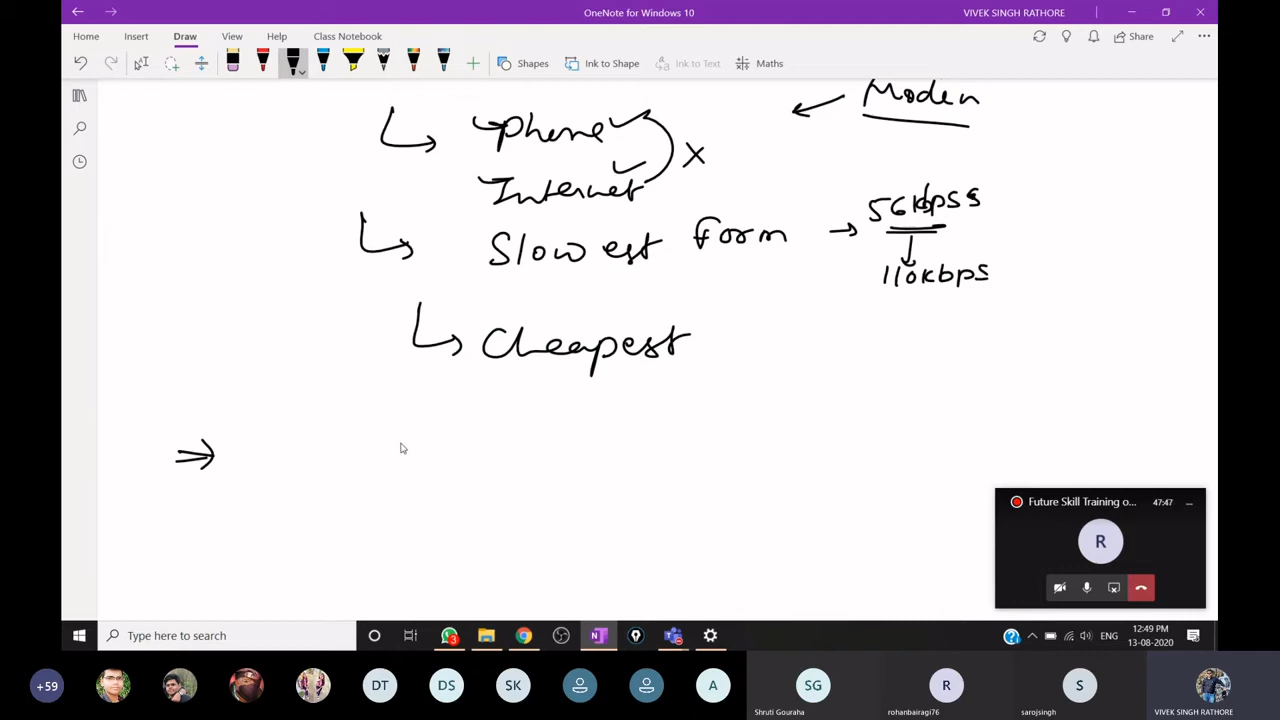 OneNote for Windows 10
VIVEK SINGH RATHORE
Home Insert Draw View Help Class Notebook
Share
Shapes Ink to Shape Ink to Text Maths
Modem
Phone X
Internet
Slowest form → 56kbps
110kbps
Cheapest
⇒
Future Skill Training o... 47:47
R
Type here to search
3
ENG
12:49 PM
13-08-2020
+59 DT DS SK A SG R S
Shruti Gouraha rohanbairagi76 sarojsingh VIVEK SINGH RATHORE